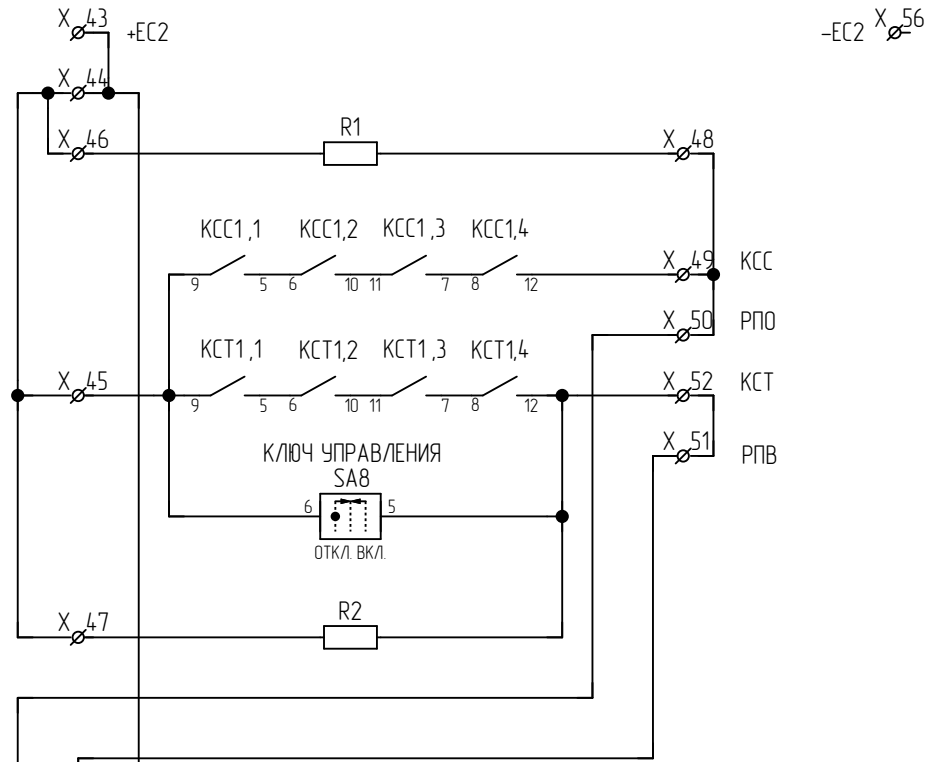 X 43 +EC2 -EC2 X 56
X 44
X 46 R1 X 48
КСС1,1 КСС1,2 КСС1,3 КСС1,4
9 5 6 10 11 7 8 12 X 49 КСС
X 50 РПО
КСТ1,1 КСТ1,2 КСТ1,3 КСТ1,4
X 45 9 5 6 10 11 7 8 12 X 52 КСТ
КЛЮЧ УПРАВЛЕНИЯ X 51 РПВ
SA8
6 5
ОТКЛ. ВКЛ.
X 47 R2